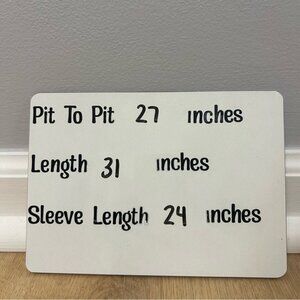 Pit To Pit 27 inches
Length 31 inches
Sleeve Length 24 inches